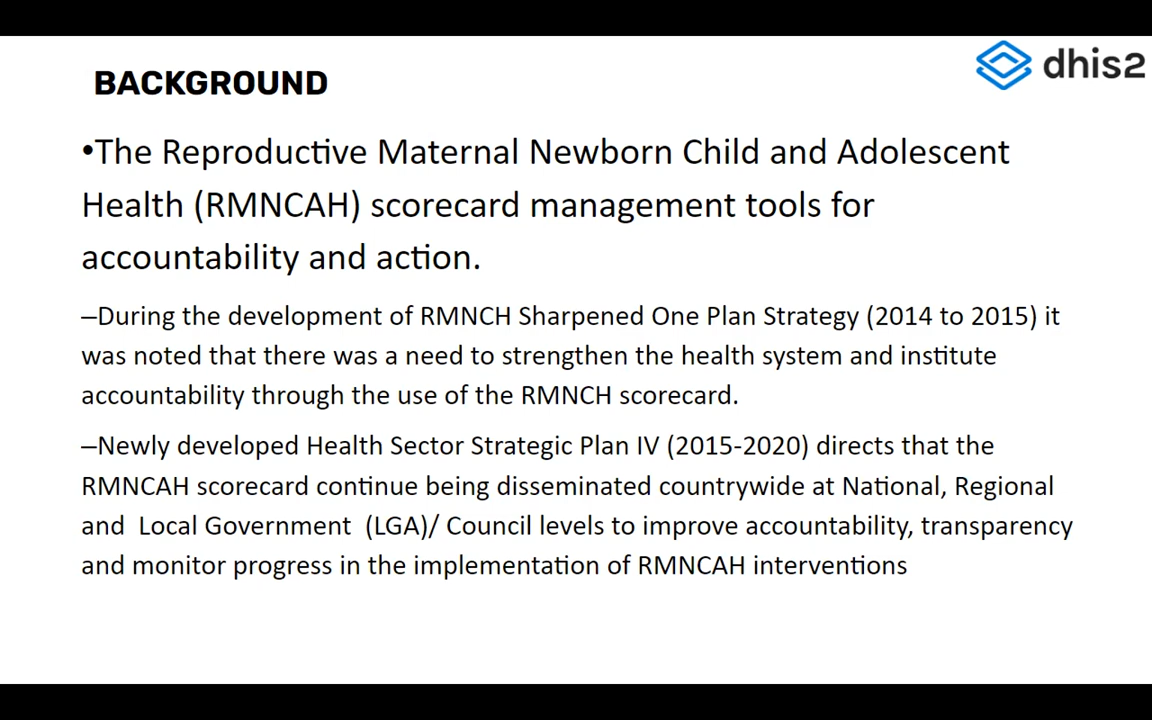 dhis2
BACKGROUND
•The Reproductive Maternal Newborn Child and Adolescent
Health (RMNCAH) scorecard management tools for
accountability and action.
–During the development of RMNCH Sharpened One Plan Strategy (2014 to 2015) it
was noted that there was a need to strengthen the health system and institute
accountability through the use of the RMNCH scorecard.
–Newly developed Health Sector Strategic Plan IV (2015-2020) directs that the
RMNCAH scorecard continue being disseminated countrywide at National, Regional
and  Local Government  (LGA)/ Council levels to improve accountability, transparency
and monitor progress in the implementation of RMNCAH interventions